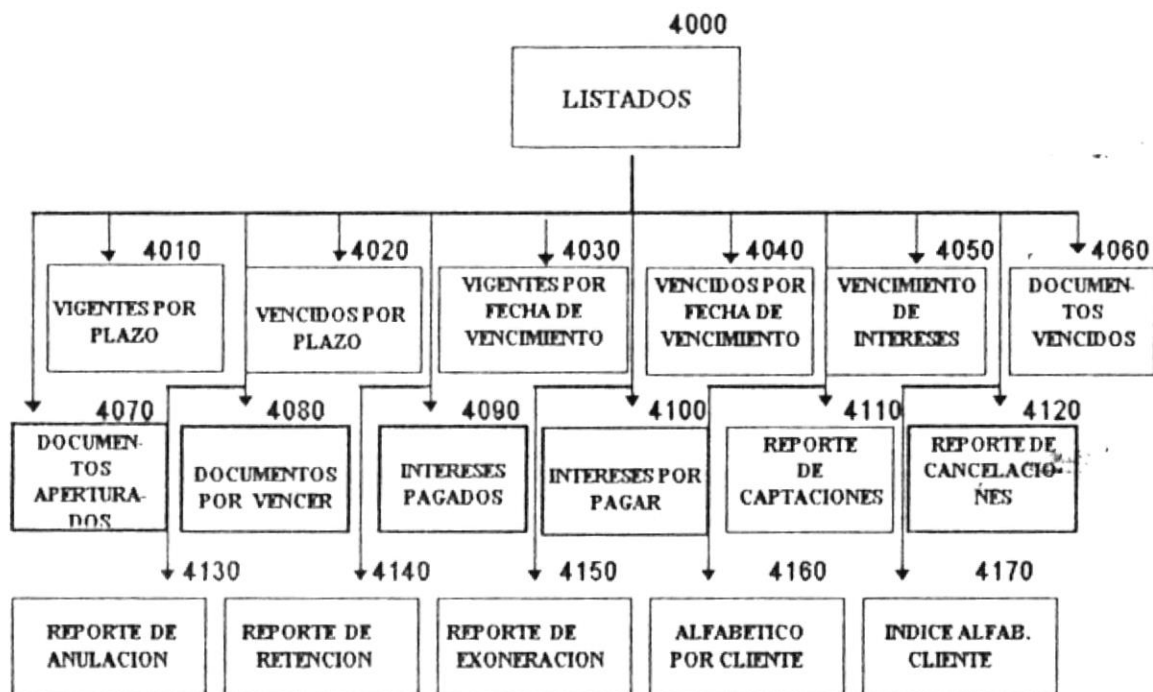 4000
LISTADOS
4010
VIGENTES POR
PLAZO
4020
VENCIDOS POR
PLAZO
4030
VIGENTES POR
FECHA DE
VENCIMIENTO
4040
VENCIDOS POR
FECHA DE
VENCIMIENTO
4050
VENCIMIENTO
DE
INTERESES
4060
DOCUMEN-
TOS
VENCIDOS
4070
DOCUMEN-
TOS
APERTURA-
DOS
4080
DOCUMENTOS
POR VENCER
4090
INTERESES
PAGADOS
4100
INTERESES POR
PAGAR
4110
REPORTE
DE
CAPTACIONES
4120
REPORTE DE
CANCELACIO-
NES
4130
REPORTE DE
ANULACION
4140
REPORTE DE
RETENCION
4150
REPORTE DE
EXONERACION
4160
ALFABETICO
POR CLIENTE
4170
INDICE ALFAB.
CLIENTE